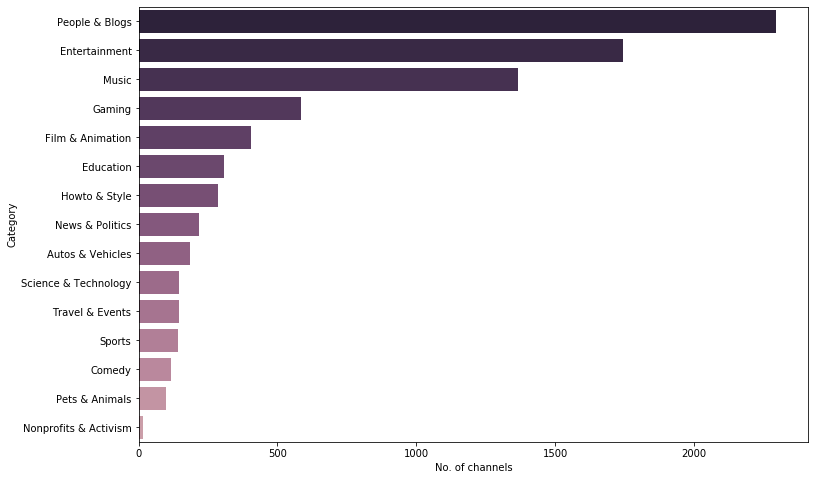 People & Blogs
Entertainment
Music
Gaming
Film & Animation
Education
Howto & Style
News & Politics
Autos & Vehicles
Science & Technology
Travel & Events
Sports
Comedy
Pets & Animals
Nonprofits & Activism
Category
0 500 1000 1500 2000
No. of channels